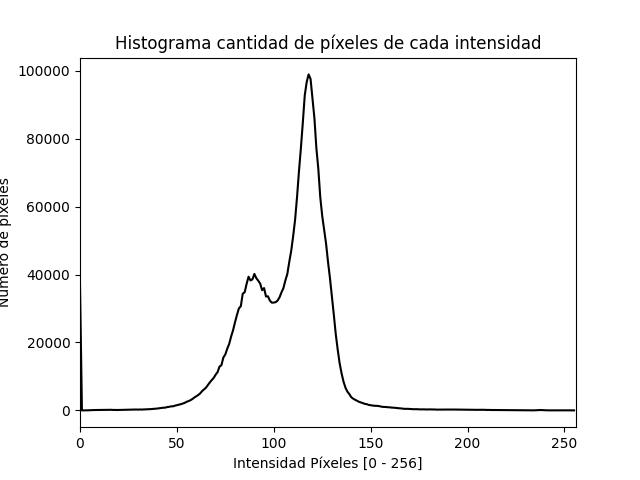 Histograma cantidad de píxeles de cada intensidad
100000
80000
60000
40000
20000
0
Número de píxeles
0 50 100 150 200 250
Intensidad Píxeles [0 - 256]